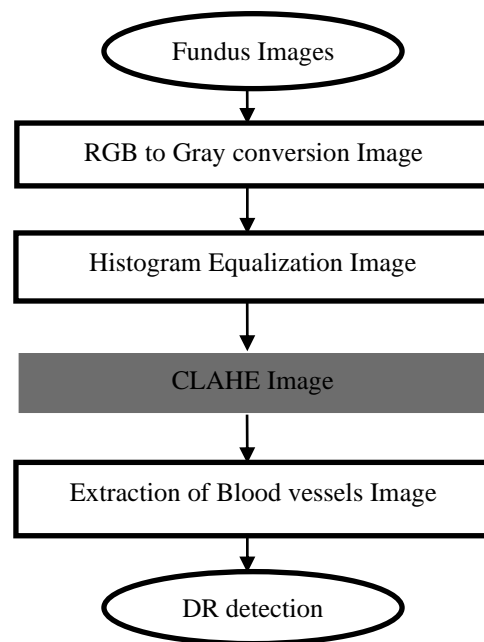 Fundus Images
RGB to Gray conversion Image
Histogram Equalization Image
CLAHE Image
Extraction of Blood vessels Image
DR detection